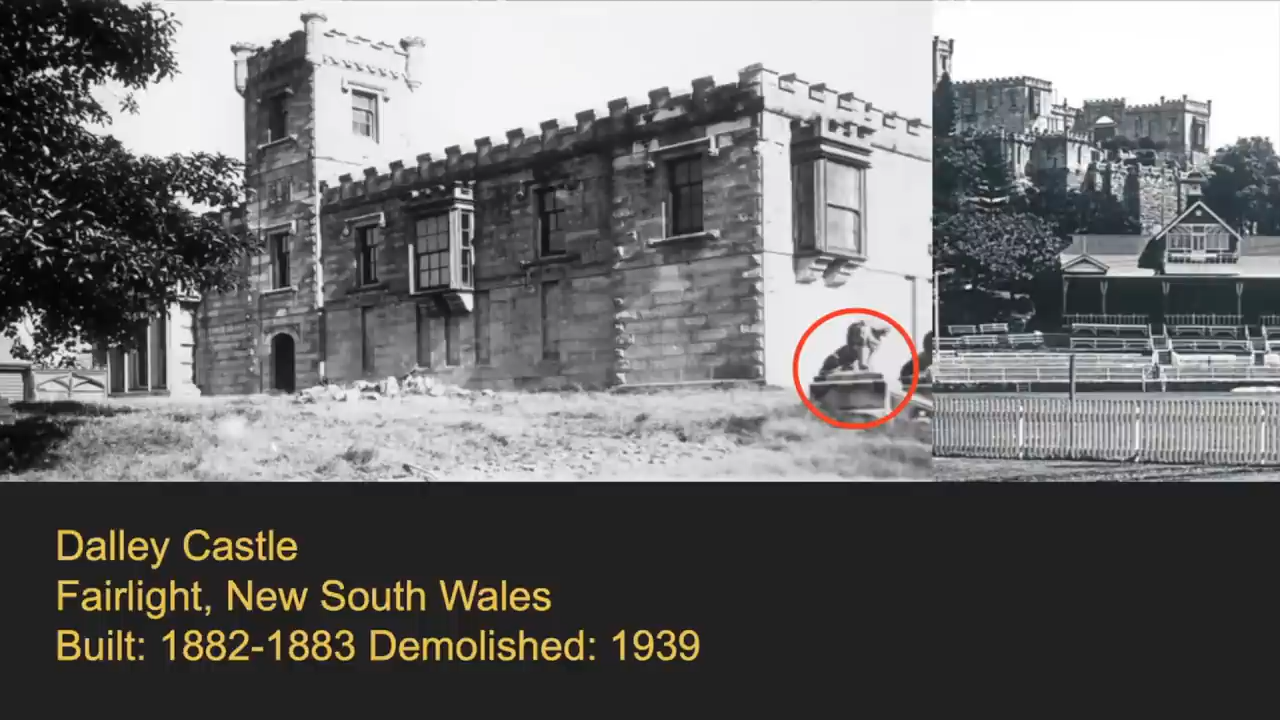 Dalley Castle
Fairlight, New South Wales
Built: 1882-1883 Demolished: 1939